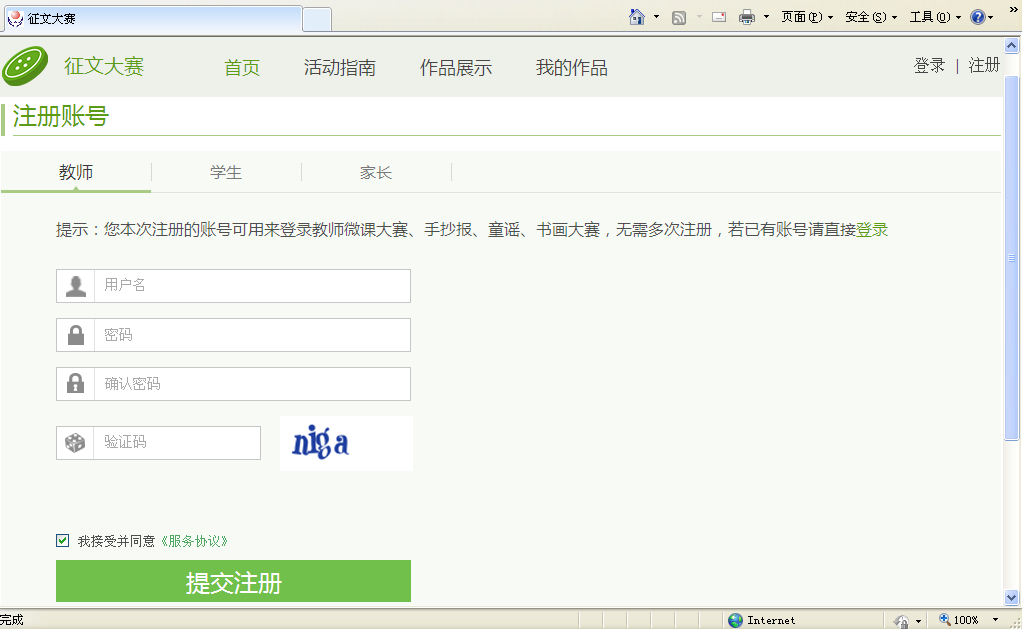 征文大赛
页面(P) 安全(S) 工具(O) »
征文大赛 首页 活动指南 作品展示 我的作品 登录 | 注册
注册账号
教师 学生 家长
提示：您本次注册的账号可用来登录教师微课大赛、手抄报、童谣、书画大赛，无需多次注册，若已有账号请直接登录
用户名
密码
确认密码
验证码 niga
我接受并同意《服务协议》
提交注册
完成 Internet 100%